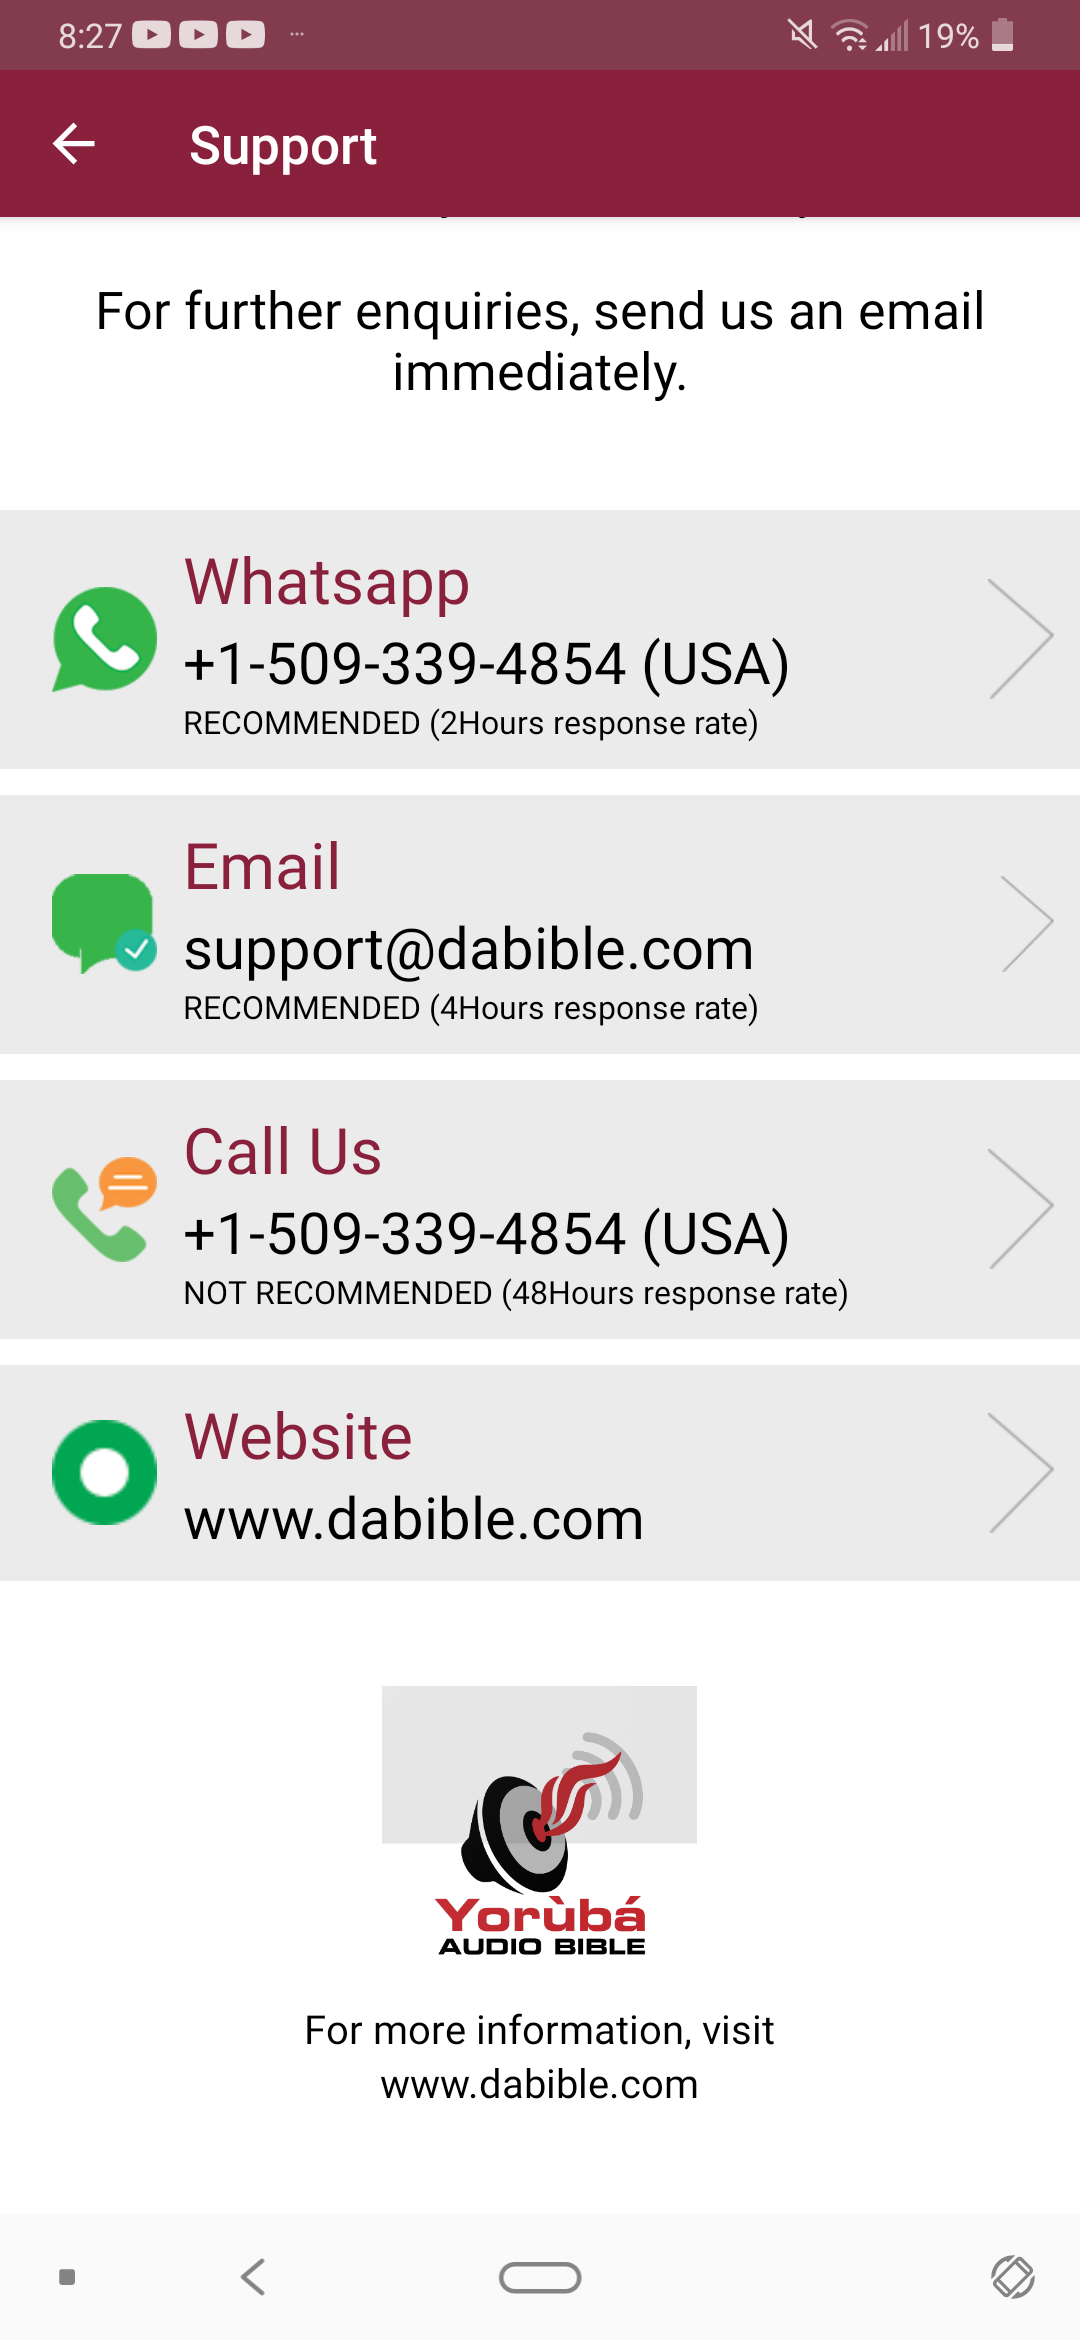 8:27
19%
Support
For further enquiries, send us an email
immediately.
Whatsapp
+1-509-339-4854 (USA)
RECOMMENDED (2Hours response rate)
Email
support@dabible.com
RECOMMENDED (4Hours response rate)
Call Us
+1-509-339-4854 (USA)
NOT RECOMMENDED (48Hours response rate)
Website
www.dabible.com
Yorùbá
AUDIO BIBLE
For more information, visit
www.dabible.com